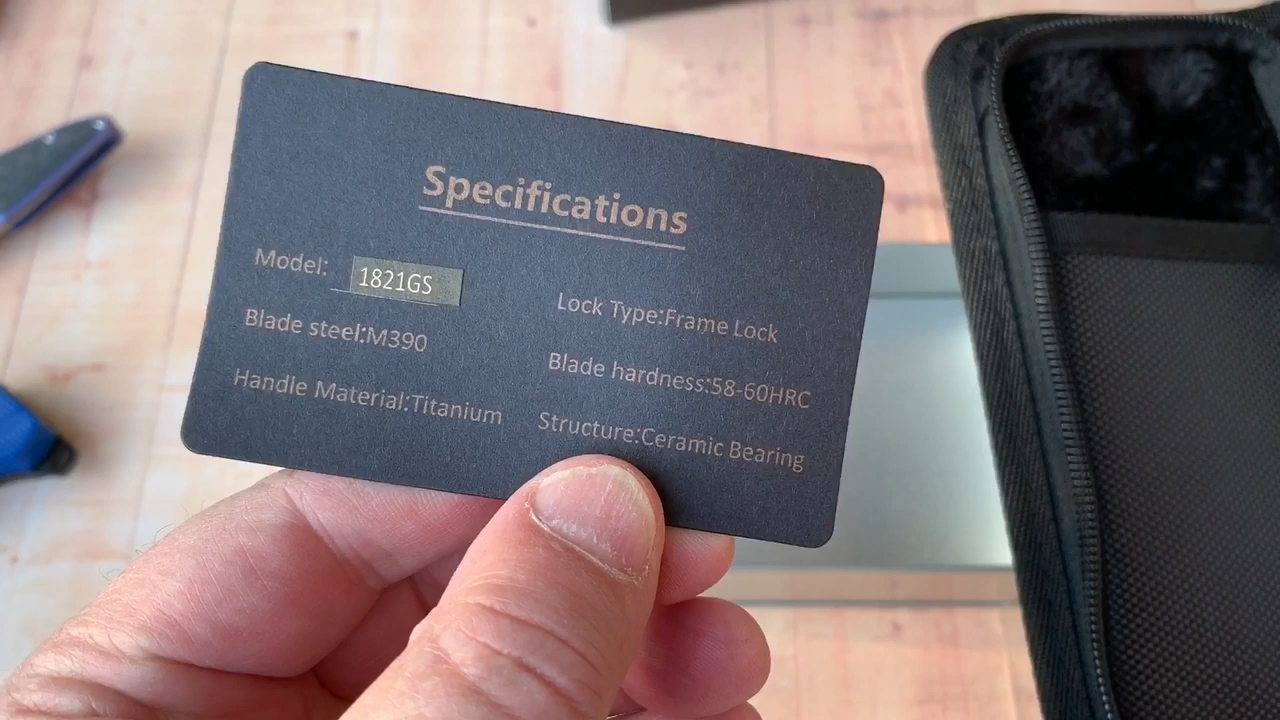 Specifications
Model: 1821GS
Blade steel:M390
Handle Material:Titanium
Lock Type:Frame Lock
Blade hardness:58-60HRC
Structure:Ceramic Bearing